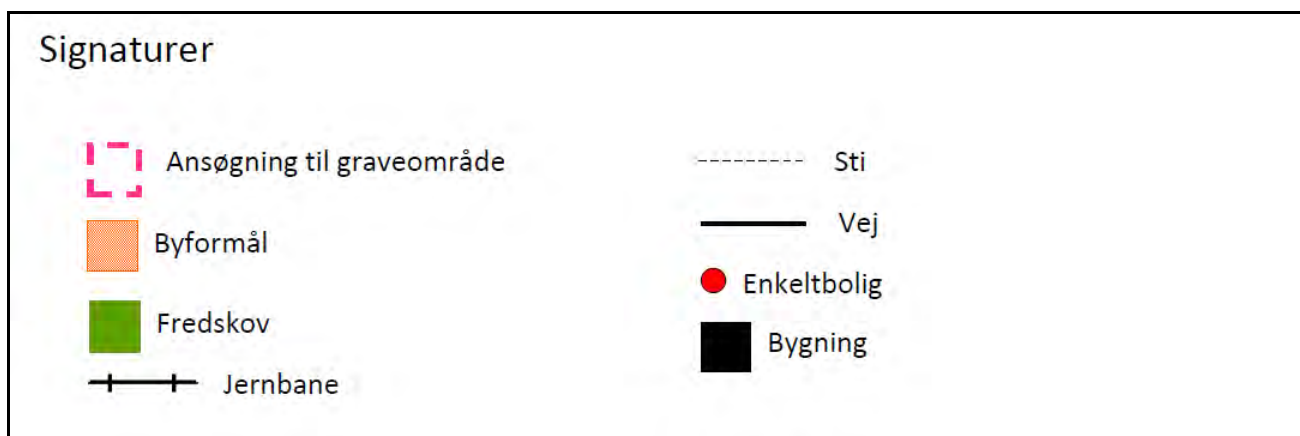 Signaturer
Ansøgning til graveområde
Byformål
Fredskov
Jernbane
Sti
Vej
Enkeltbolig
Bygning